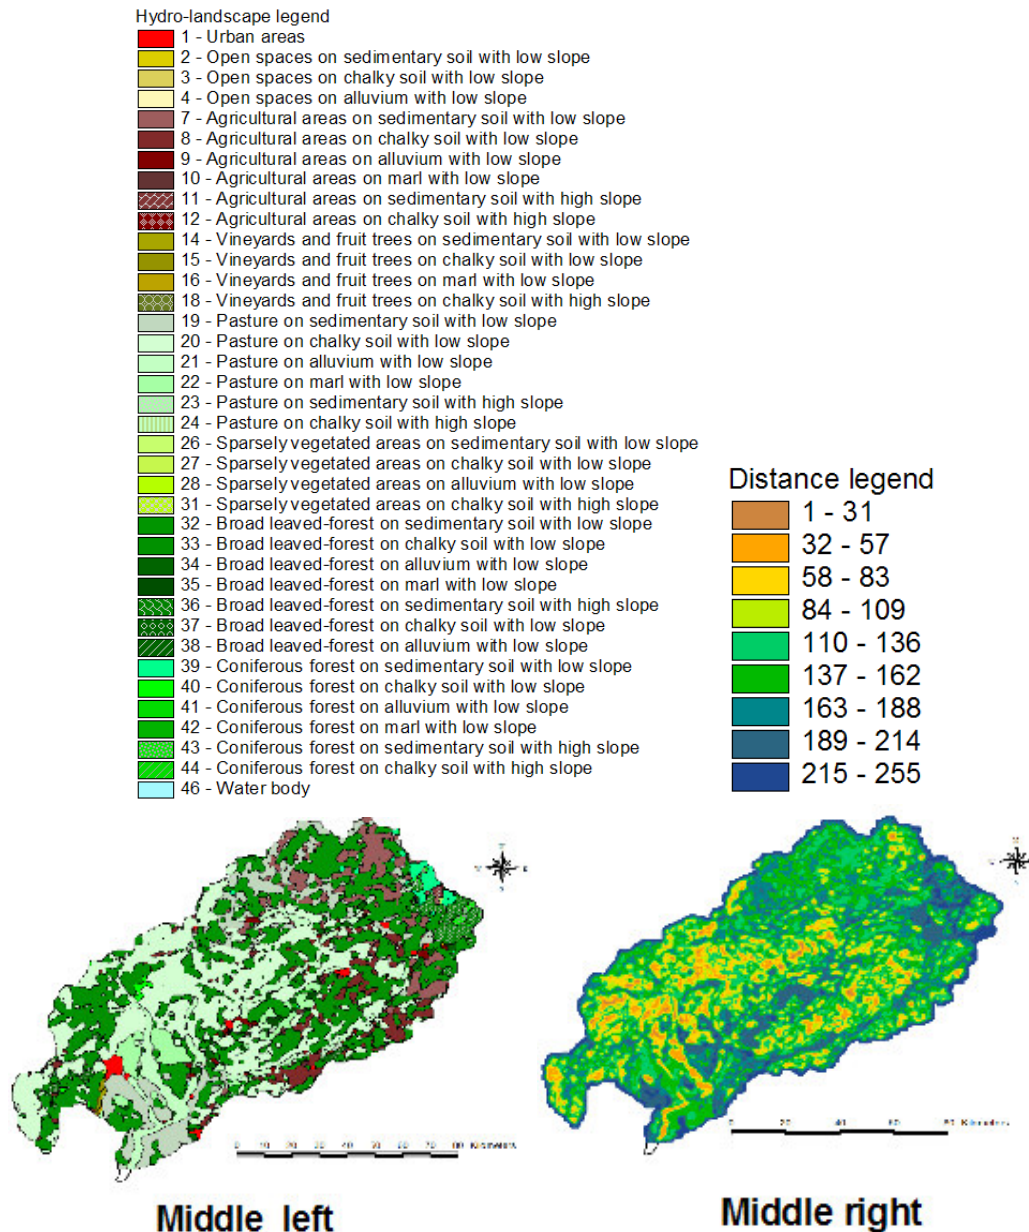 Hydro-landscape legend
1 - Urban areas
2 - Open spaces on sedimentary soil with low slope
3 - Open spaces on chalky soil with low slope
4 - Open spaces on alluvium with low slope
7 - Agricultural areas on sedimentary soil with low slope
8 - Agricultural areas on chalky soil with low slope
9 - Agricultural areas on alluvium with low slope
10 - Agricultural areas on marl with low slope
11 - Agricultural areas on sedimentary soil with high slope
12 - Agricultural areas on chalky soil with high slope
14 - Vineyards and fruit trees on sedimentary soil with low slope
15 - Vineyards and fruit trees on chalky soil with low slope
16 - Vineyards and fruit trees on marl with low slope
18 - Vineyards and fruit trees on chalky soil with high slope
19 - Pasture on sedimentary soil with low slope
20 - Pasture on chalky soil with low slope
21 - Pasture on alluvium with low slope
22 - Pasture on marl with low slope
23 - Pasture on sedimentary soil with high slope
24 - Pasture on chalky soil with high slope
26 - Sparsely vegetated areas on sedimentary soil with low slope
27 - Sparsely vegetated areas on chalky soil with low slope
28 - Sparsely vegetated areas on alluvium with low slope
31 - Sparsely vegetated areas on chalky soil with high slope
32 - Broad leaved-forest on sedimentary soil with low slope
33 - Broad leaved-forest on chalky soil with low slope
34 - Broad leaved-forest on alluvium with low slope
35 - Broad leaved-forest on marl with low slope
36 - Broad leaved-forest on sedimentary soil with high slope
37 - Broad leaved-forest on chalky soil with low slope
38 - Broad leaved-forest on alluvium with low slope
39 - Coniferous forest on sedimentary soil with low slope
40 - Coniferous forest on chalky soil with low slope
41 - Coniferous forest on alluvium with low slope
42 - Coniferous forest on marl with low slope
43 - Coniferous forest on sedimentary soil with high slope
44 - Coniferous forest on chalky soil with high slope
46 - Water body
Distance legend
1 - 31
32 - 57
58 - 83
84 - 109
110 - 136
137 - 162
163 - 188
189 - 214
215 - 255
0 10 20 30 40 50 60 70 80 Kilometers
0 20 40 60 80 Kilometers
Middle left
Middle right